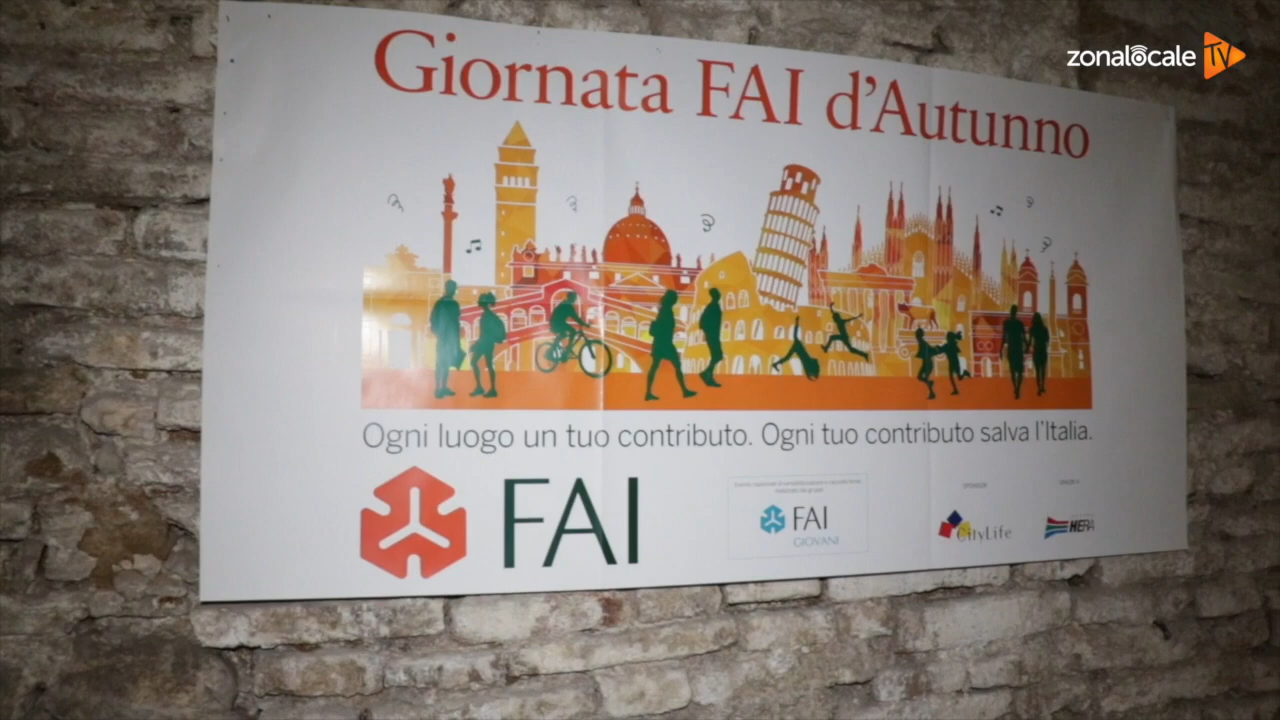 zonalocale TV
Giornata FAI d'Autunno
Ogni luogo un tuo contributo. Ogni tuo contributo salva l'Italia.
FAI
FAI
GIOVANI
SPONSOR
CityLife
HERA